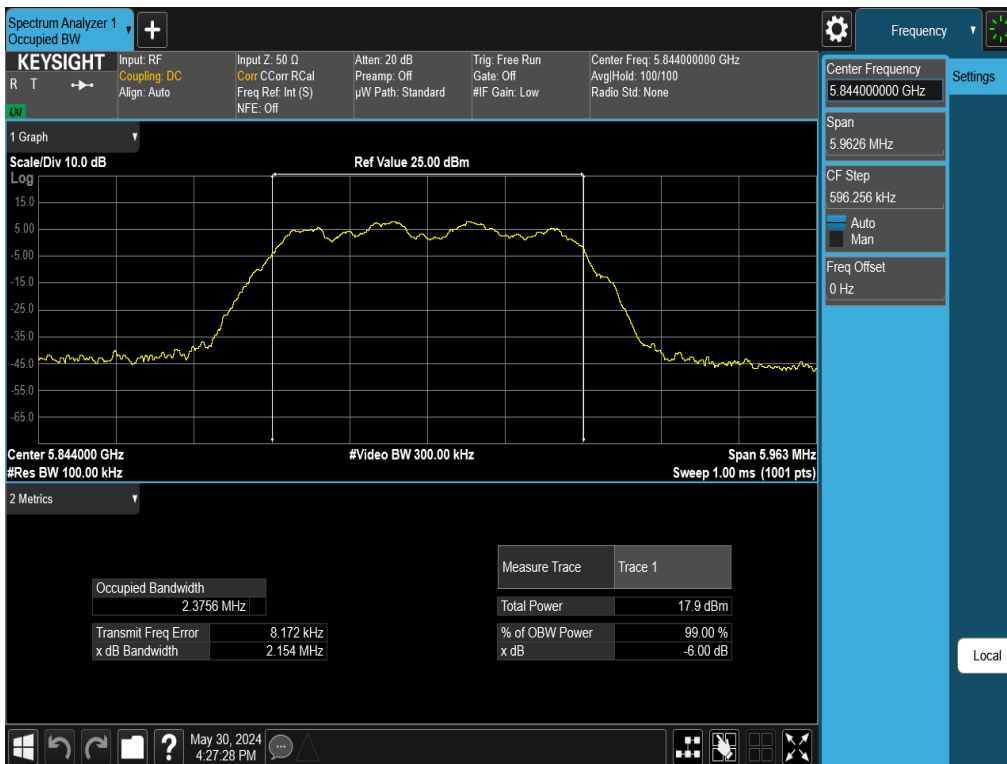 Spectrum Analyzer 1
Occupied BW
Frequency
KEYSIGHT
R T
LXI
Input: RF
Coupling: DC
Align: Auto
Input Z: 50 Ω
Corr CCorr RCal
Freq Ref: Int (S)
NFE: Off
Atten: 20 dB
Preamp: Off
µW Path: Standard
Trig: Free Run
Gate: Off
#IF Gain: Low
Center Freq: 5.844000000 GHz
Avg|Hold: 100/100
Radio Std: None
Center Frequency
5.844000000 GHz
Settings
Span
5.9626 MHz
CF Step
596.256 kHz
Auto
Man
Freq Offset
0 Hz
1 Graph
Scale/Div 10.0 dB
Ref Value 25.00 dBm
Log
15.0
5.00
-5.00
-15.0
-25.0
-35.0
-45.0
-55.0
-65.0
Center 5.844000 GHz
#Video BW 300.00 kHz
Span 5.963 MHz
#Res BW 100.00 kHz
Sweep 1.00 ms (1001 pts)
2 Metrics
Measure Trace
Trace 1
Occupied Bandwidth
2.3756 MHz
Total Power
17.9 dBm
Transmit Freq Error
8.172 kHz
% of OBW Power
99.00 %
x dB Bandwidth
2.154 MHz
x dB
-6.00 dB
Local
?
May 30, 2024
4:27:28 PM